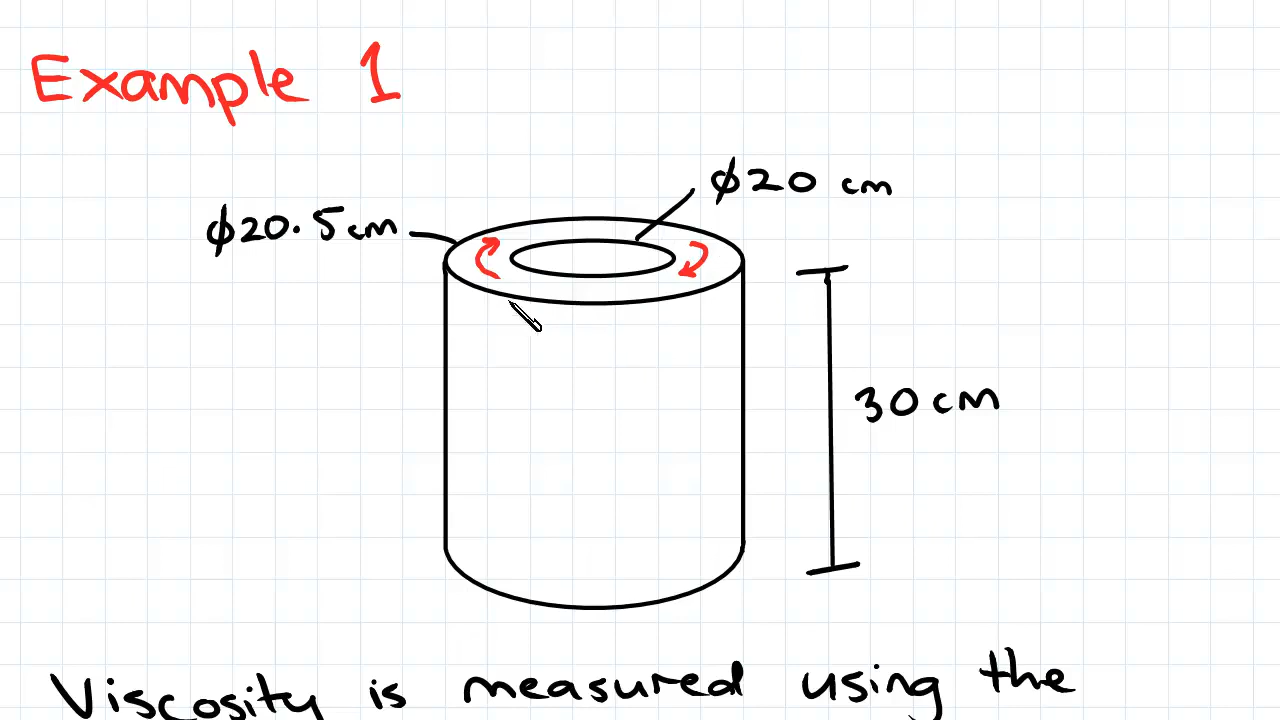 Example 1
ϕ20 cm
ϕ20.5cm
30cm
Viscosity is measured using the